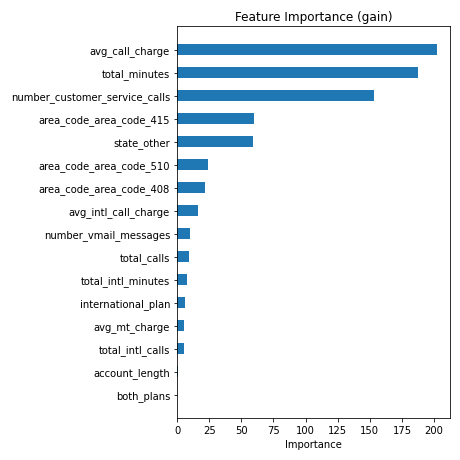 Feature Importance (gain)
avg_call_charge
total_minutes
number_customer_service_calls
area_code_area_code_415
state_other
area_code_area_code_510
area_code_area_code_408
avg_intl_call_charge
number_vmail_messages
total_calls
total_intl_minutes
international_plan
avg_mt_charge
total_intl_calls
account_length
both_plans
0 25 50 75 100 125 150 175 200
Importance